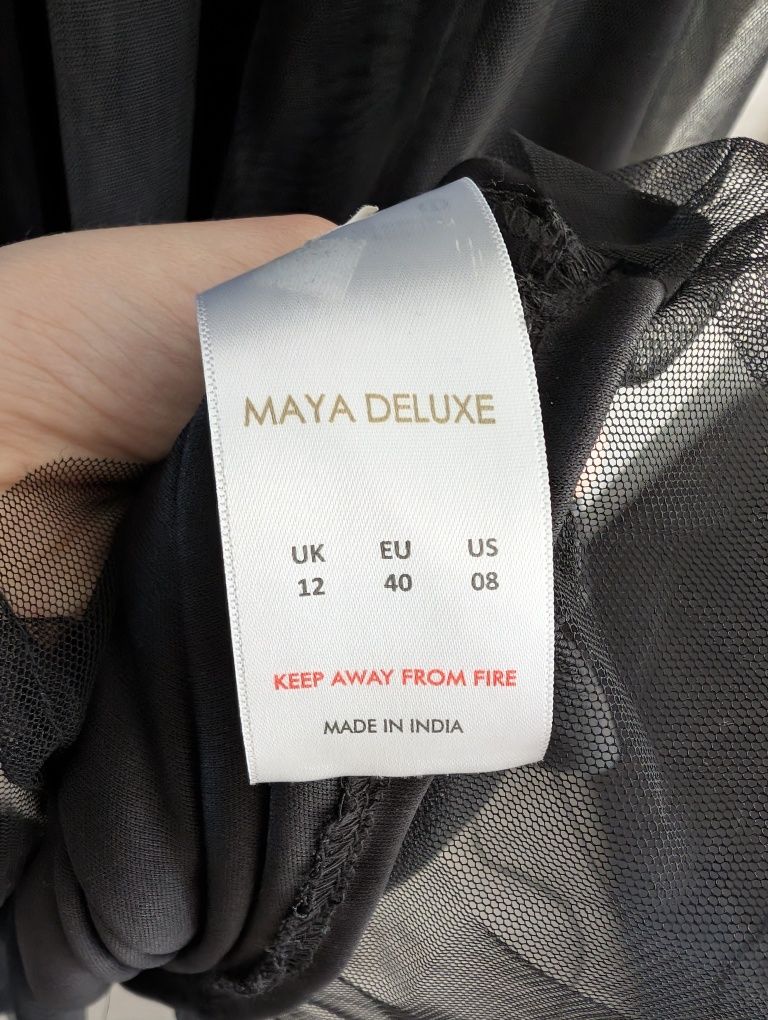 MAYA DELUXE
UK EU US
12 40 08
KEEP AWAY FROM FIRE
MADE IN INDIA